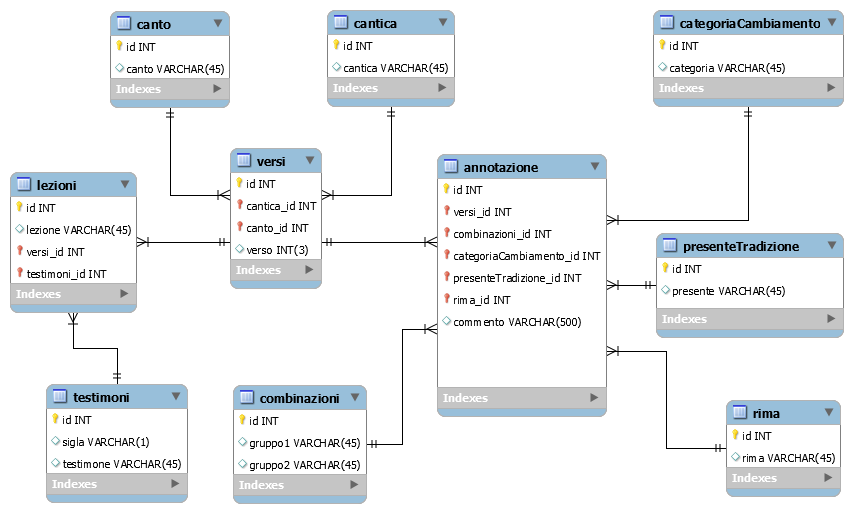 canto
id INT
canto VARCHAR(45)
Indexes
cantica
id INT
cantica VARCHAR(45)
Indexes
categoriaCambiamento
id INT
categoria VARCHAR(45)
Indexes
lezioni
id INT
lezione VARCHAR(45)
versi_id INT
testimoni_id INT
Indexes
versi
id INT
cantica_id INT
canto_id INT
verso INT(3)
Indexes
annotazione
id INT
versi_id INT
combinazioni_id INT
categoriaCambiamento_id INT
presenteTradizione_id INT
rima_id INT
commento VARCHAR(500)
Indexes
presenteTradizione
id INT
presente VARCHAR(45)
Indexes
testimoni
id INT
sigla VARCHAR(1)
testimone VARCHAR(45)
Indexes
combinazioni
id INT
gruppo1 VARCHAR(45)
gruppo2 VARCHAR(45)
Indexes
rima
id INT
rima VARCHAR(45)
Indexes